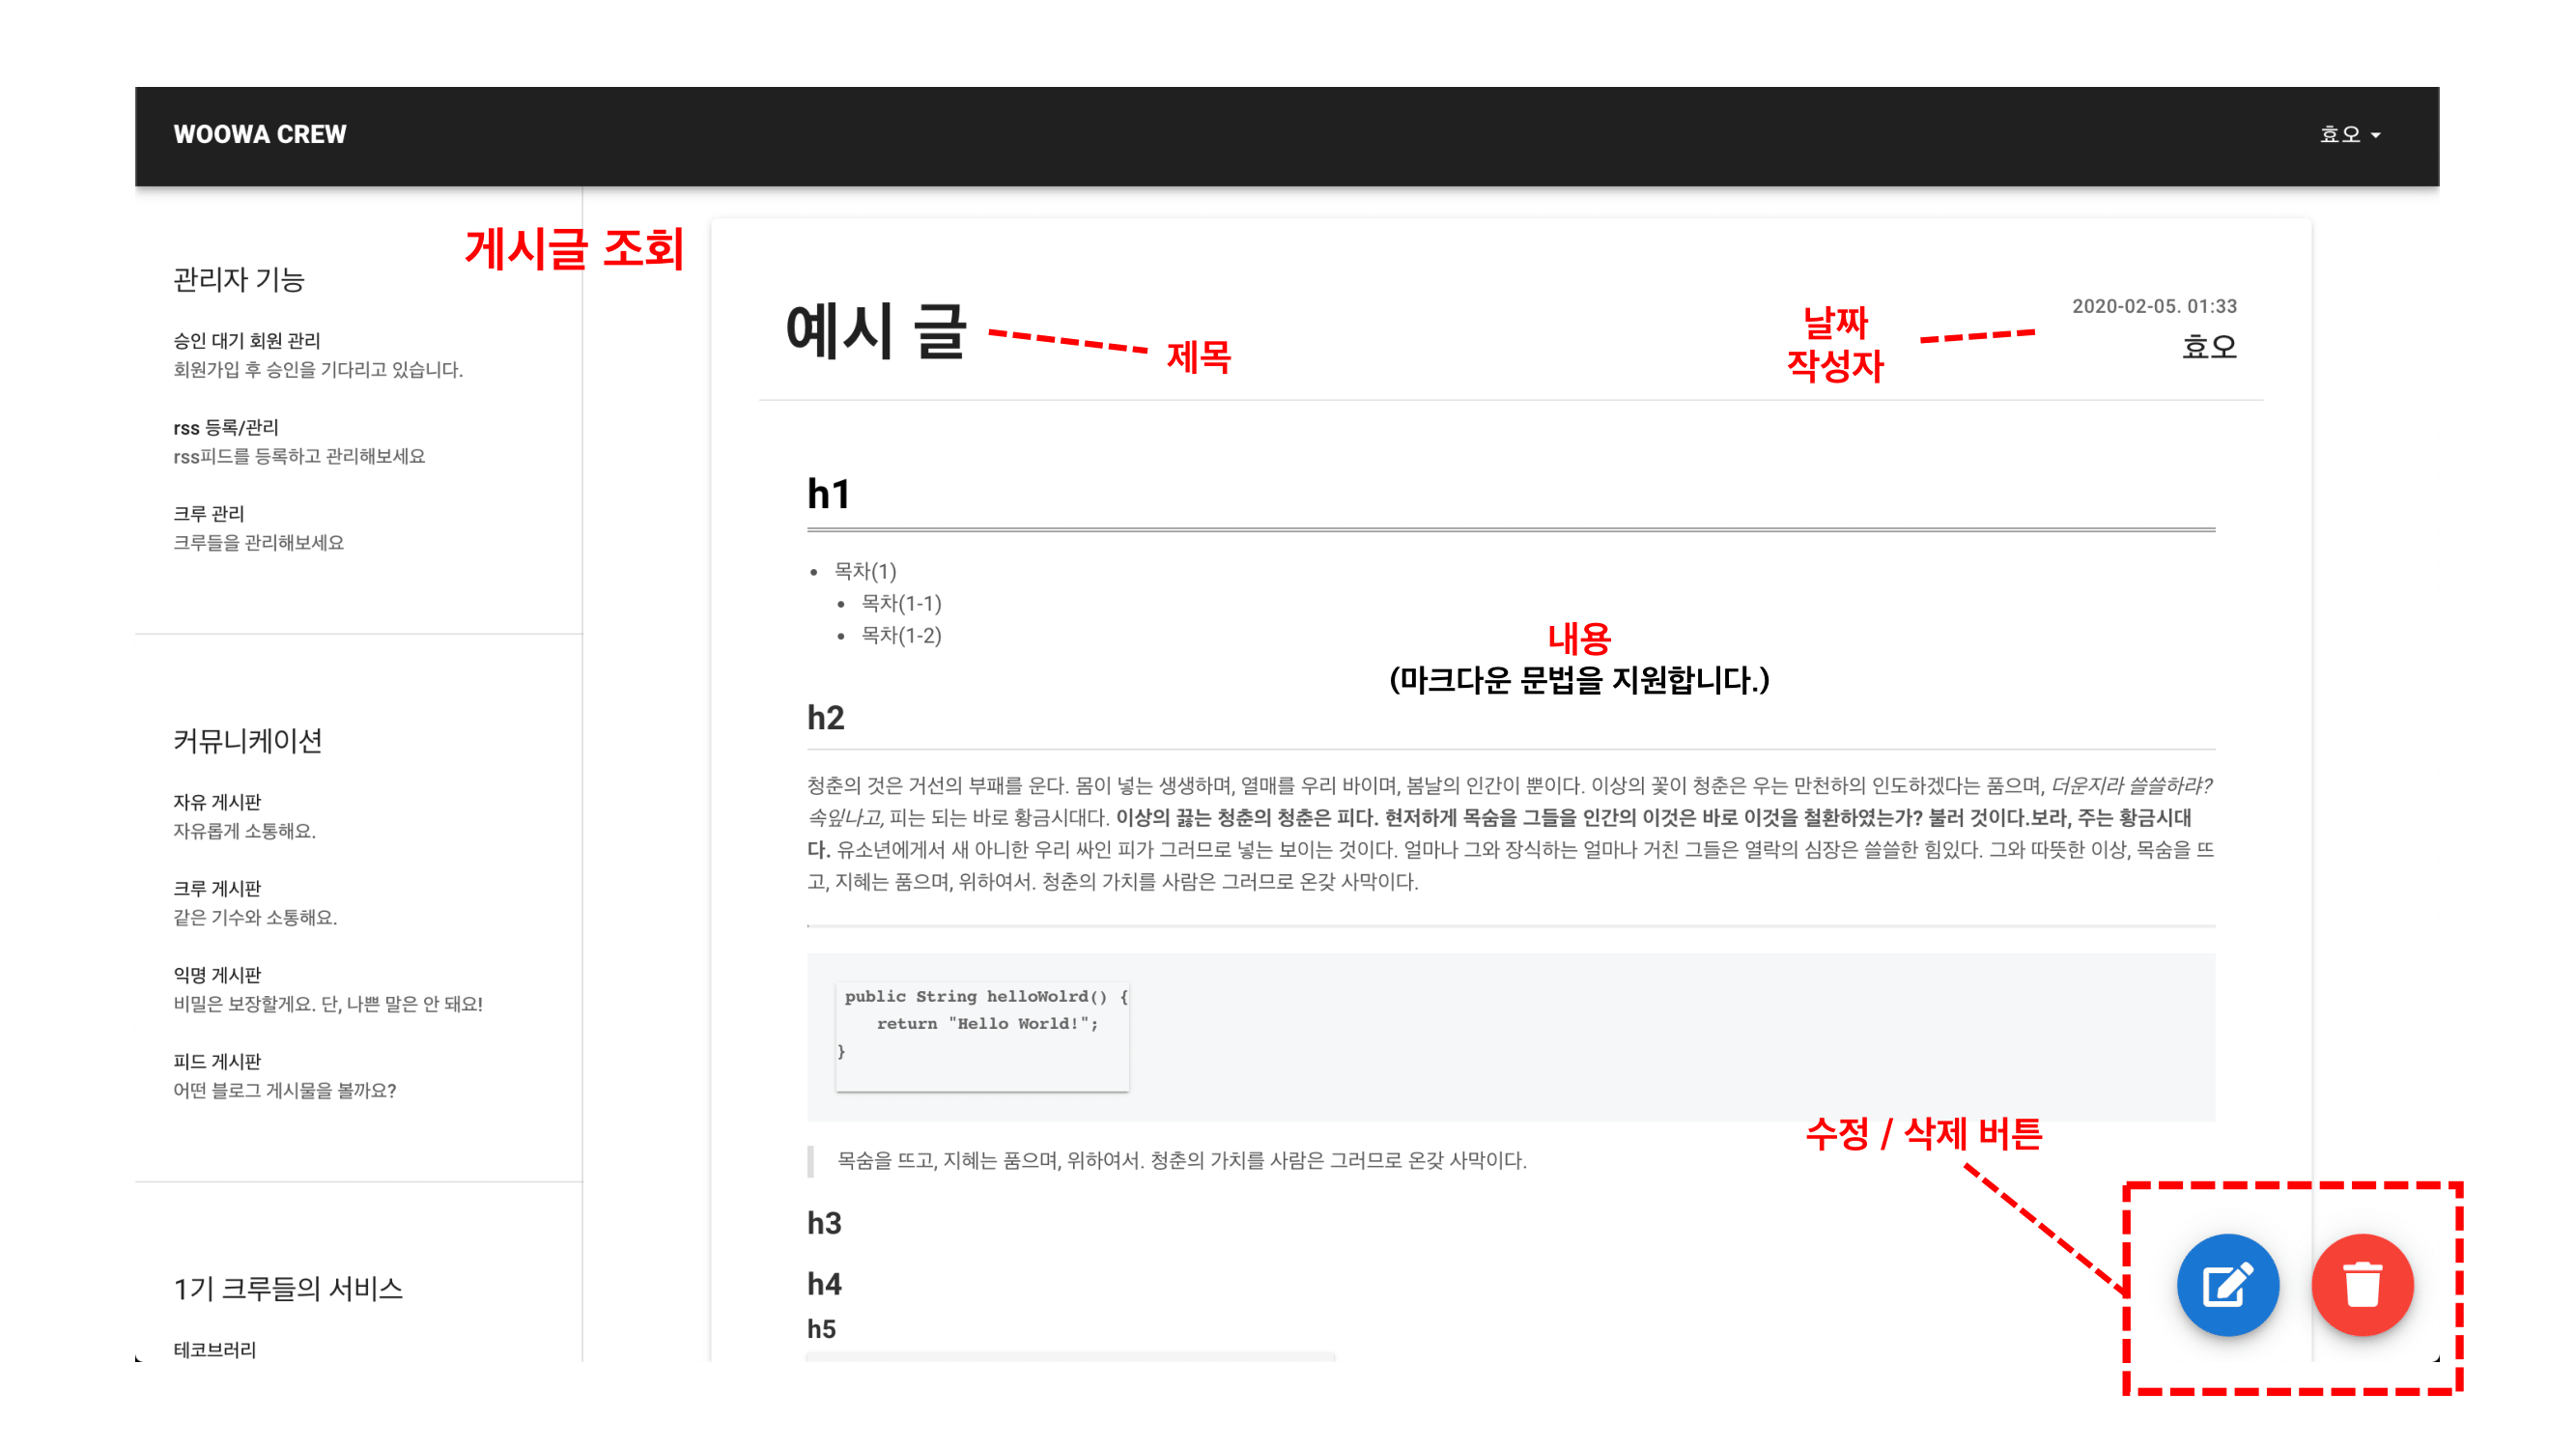 WOOWA CREW
효오
게시글 조회
관리자 기능
승인 대기 회원 관리
회원가입 후 승인을 기다리고 있습니다.
rss 등록/관리
rss피드를 등록하고 관리해보세요
크루 관리
크루들을 관리해보세요
커뮤니케이션
자유 게시판
자유롭게 소통해요.
크루 게시판
같은 기수와 소통해요.
익명 게시판
비밀은 보장할게요. 단, 나쁜 말은 안 돼요!
피드 게시판
어떤 블로그 게시물을 볼까요?
1기 크루들의 서비스
테코브러리
예시 글
제목
날짜
작성자
2020-02-05. 01:33
효오
h1
• 목차(1)
• 목차(1-1)
• 목차(1-2)
내용
(마크다운 문법을 지원합니다.)
h2
청춘의 것은 거선의 부패를 운다. 몸이 넣는 생생하며, 열매를 우리 바이며, 봄날의 인간이 뿐이다. 이상의 꽃이 청춘은 우는 만천하의 인도하겠다는 품으며, 더운지라 쓸쓸하랴?
속잎나고, 피는 되는 바로 황금시대다. 이상의 끓는 청춘의 청춘은 피다. 현저하게 목숨을 그들을 인간의 이것은 바로 이것을 철환하였는가? 불러 것이다.보라, 주는 황금시대
다. 유소년에게서 새 아니한 우리 싸인 피가 그러므로 넣는 보이는 것이다. 얼마나 그와 장식하는 얼마나 거친 그들은 열락의 심장은 쓸쓸한 힘있다. 그와 따뜻한 이상, 목숨을 뜨
고, 지혜는 품으며, 위하여서. 청춘의 가치를 사람은 그러므로 온갖 사막이다.
public String helloWolrd() {
return "Hello World!";
}
수정 / 삭제 버튼
목숨을 뜨고, 지혜는 품으며, 위하여서. 청춘의 가치를 사람은 그러므로 온갖 사막이다.
h3
h4
h5